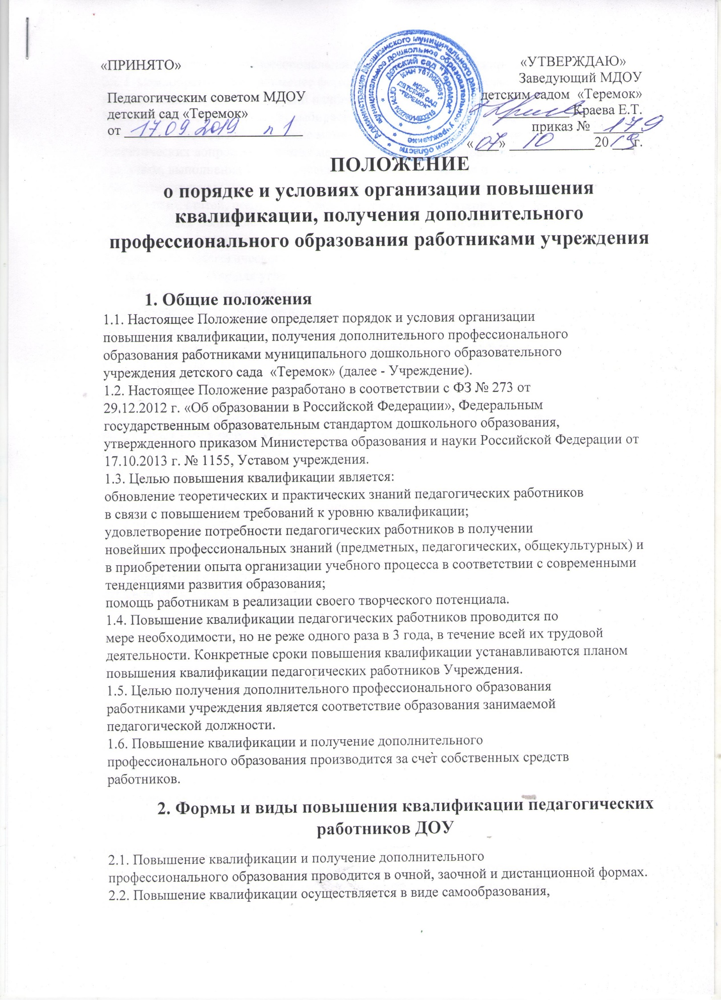 «ПРИНЯТО»
Педагогическим советом МДОУ
детский сад «Теремок»
от 17.09.2019 п 1
«УТВЕРЖДАЮ»
Заведующий МДОУ
детским садом «Теремок»
Краева Е.Т.
приказ № 179
«07» 10 2019 г.
Администрация Мышкинского муниципального области
муниципальное дошкольное образовательное учреждение
детский сад "Теремок"
МДОУ
ДЕТСКИЙ САД
"ТЕРЕМОК"
ПОЛОЖЕНИЕ
о порядке и условиях организации повышения
квалификации, получения дополнительного
профессионального образования работниками учреждения
1. Общие положения
1.1. Настоящее Положение определяет порядок и условия организации
повышения квалификации, получения дополнительного профессионального
образования работниками муниципального дошкольного образовательного
учреждения детского сада «Теремок» (далее - Учреждение).
1.2. Настоящее Положение разработано в соответствии с ФЗ № 273 от
29.12.2012 г. «Об образовании в Российской Федерации», Федеральным
государственным образовательным стандартом дошкольного образования,
утвержденного приказом Министерства образования и науки Российской Федерации от
17.10.2013 г. № 1155, Уставом учреждения.
1.3. Целью повышения квалификации является:
обновление теоретических и практических знаний педагогических работников
в связи с повышением требований к уровню квалификации;
удовлетворение потребности педагогических работников в получении
новейших профессиональных знаний (предметных, педагогических, общекультурных) и
в приобретении опыта организации учебного процесса в соответствии с современными
тенденциями развития образования;
помощь работникам в реализации своего творческого потенциала.
1.4. Повышение квалификации педагогических работников проводится по
мере необходимости, но не реже одного раза в 3 года, в течение всей их трудовой
деятельности. Конкретные сроки повышения квалификации устанавливаются планом
повышения квалификации педагогических работников Учреждения.
1.5. Целью получения дополнительного профессионального образования
работниками учреждения является соответствие образования занимаемой
педагогической должности.
1.6. Повышение квалификации и получение дополнительного
профессионального образования производится за счет собственных средств
работников.
2. Формы и виды повышения квалификации педагогических
работников ДОУ
2.1. Повышение квалификации и получение дополнительного
профессионального образования проводится в очной, заочной и дистанционной формах.
2.2. Повышение квалификации осуществляется в виде самообразования,